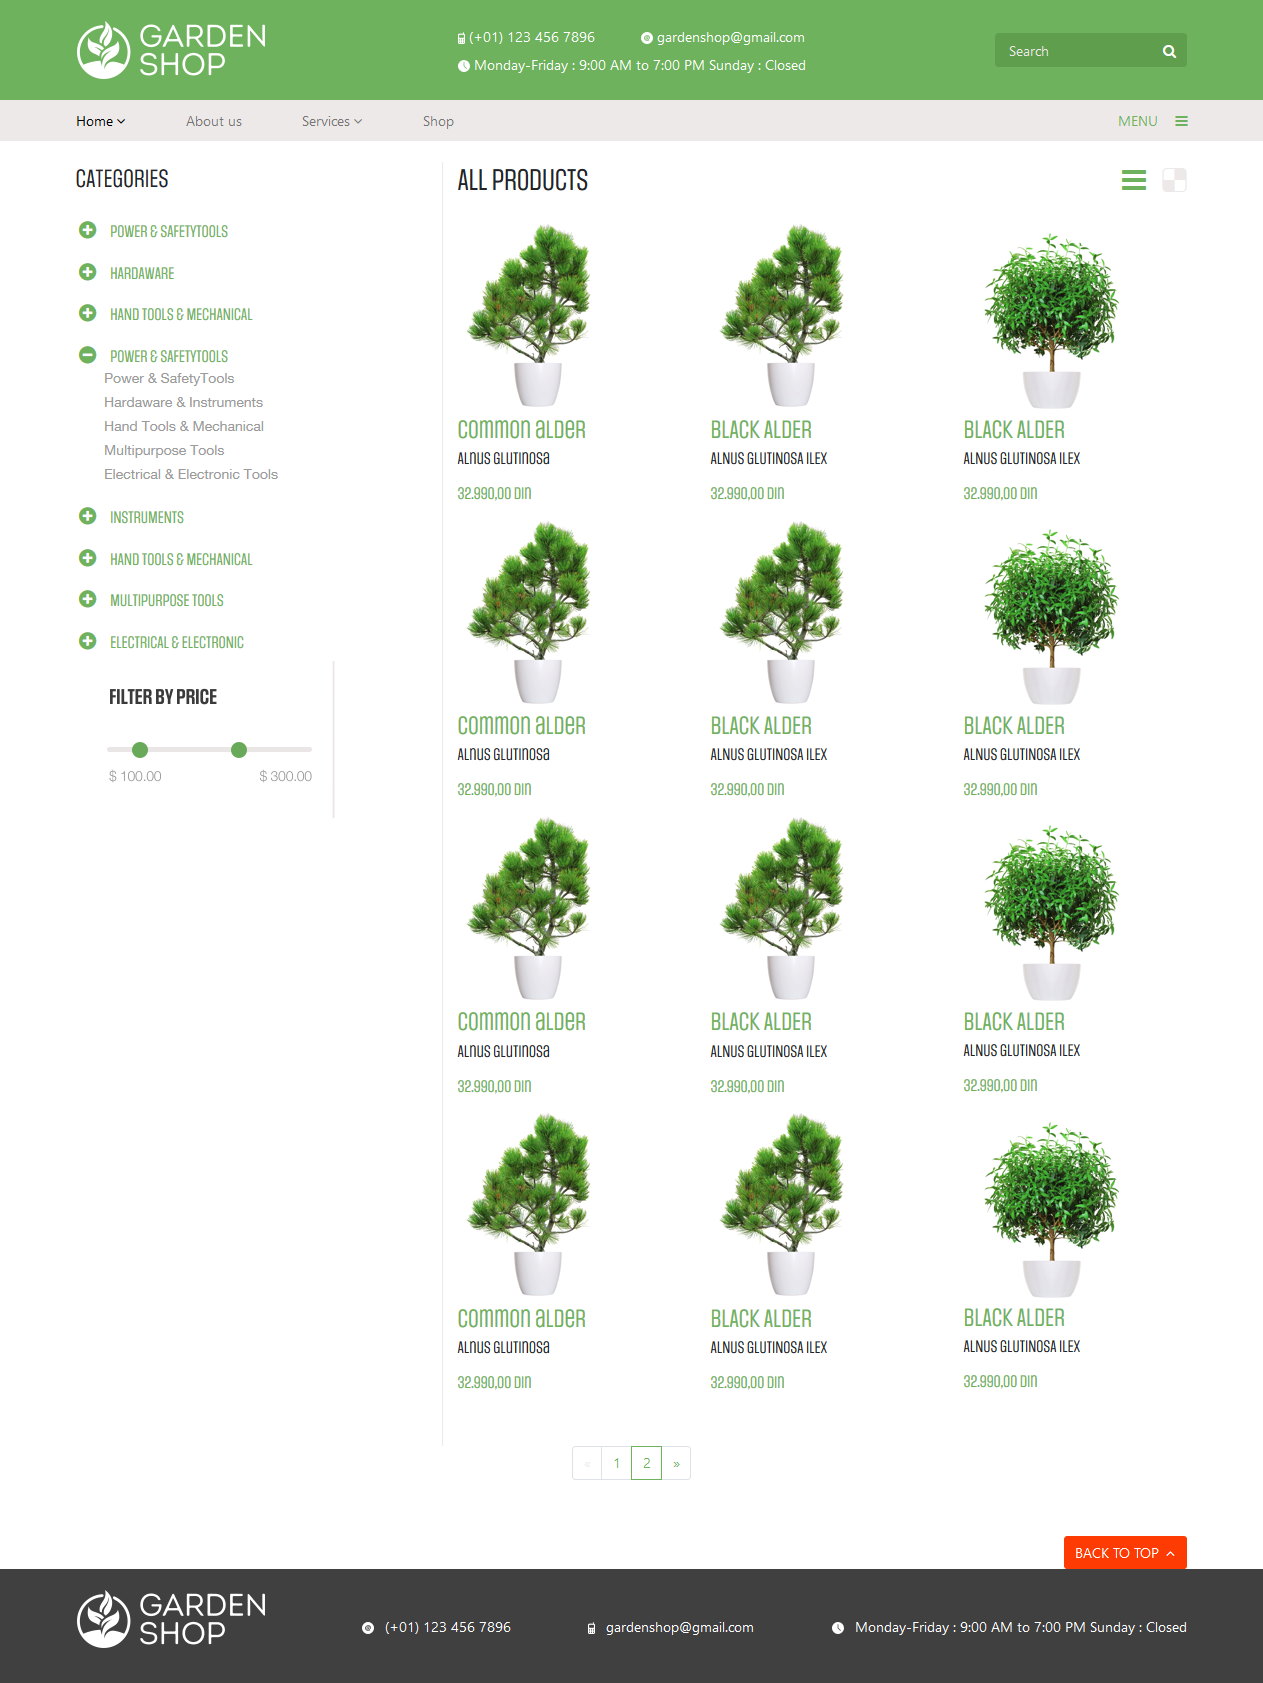 GARDEN
SHOP
(+01) 123 456 7896
gardenshop@gmail.com
Monday-Friday : 9:00 AM to 7:00 PM Sunday : Closed
Search
Home
About us
Services
Shop
MENU
CATEGORIES
POWER & SAFETYTOOLS
HARDAWARE
HAND TOOLS & MECHANICAL
POWER & SAFETYTOOLS
Power & SafetyTools
Hardaware & Instruments
Hand Tools & Mechanical
Multipurpose Tools
Electrical & Electronic Tools
INSTRUMENTS
HAND TOOLS & MECHANICAL
MULTIPURPOSE TOOLS
ELECTRICAL & ELECTRONIC
FILTER BY PRICE
$ 100.00
$ 300.00
ALL PRODUCTS
Common alder
Alnus Glutinosa
32.990,00 Din
BLACK ALDER
ALNUS GLUTINOSA ILEX
32.990,00 Din
BLACK ALDER
ALNUS GLUTINOSA ILEX
32.990,00 Din
Common alder
Alnus Glutinosa
32.990,00 Din
BLACK ALDER
ALNUS GLUTINOSA ILEX
32.990,00 Din
BLACK ALDER
ALNUS GLUTINOSA ILEX
32.990,00 Din
Common alder
Alnus Glutinosa
32.990,00 Din
BLACK ALDER
ALNUS GLUTINOSA ILEX
32.990,00 Din
BLACK ALDER
ALNUS GLUTINOSA ILEX
32.990,00 Din
Common alder
Alnus Glutinosa
32.990,00 Din
BLACK ALDER
ALNUS GLUTINOSA ILEX
32.990,00 Din
BLACK ALDER
ALNUS GLUTINOSA ILEX
32.990,00 Din
« 1 2 »
BACK TO TOP
GARDEN
SHOP
(+01) 123 456 7896
gardenshop@gmail.com
Monday-Friday : 9:00 AM to 7:00 PM Sunday : Closed